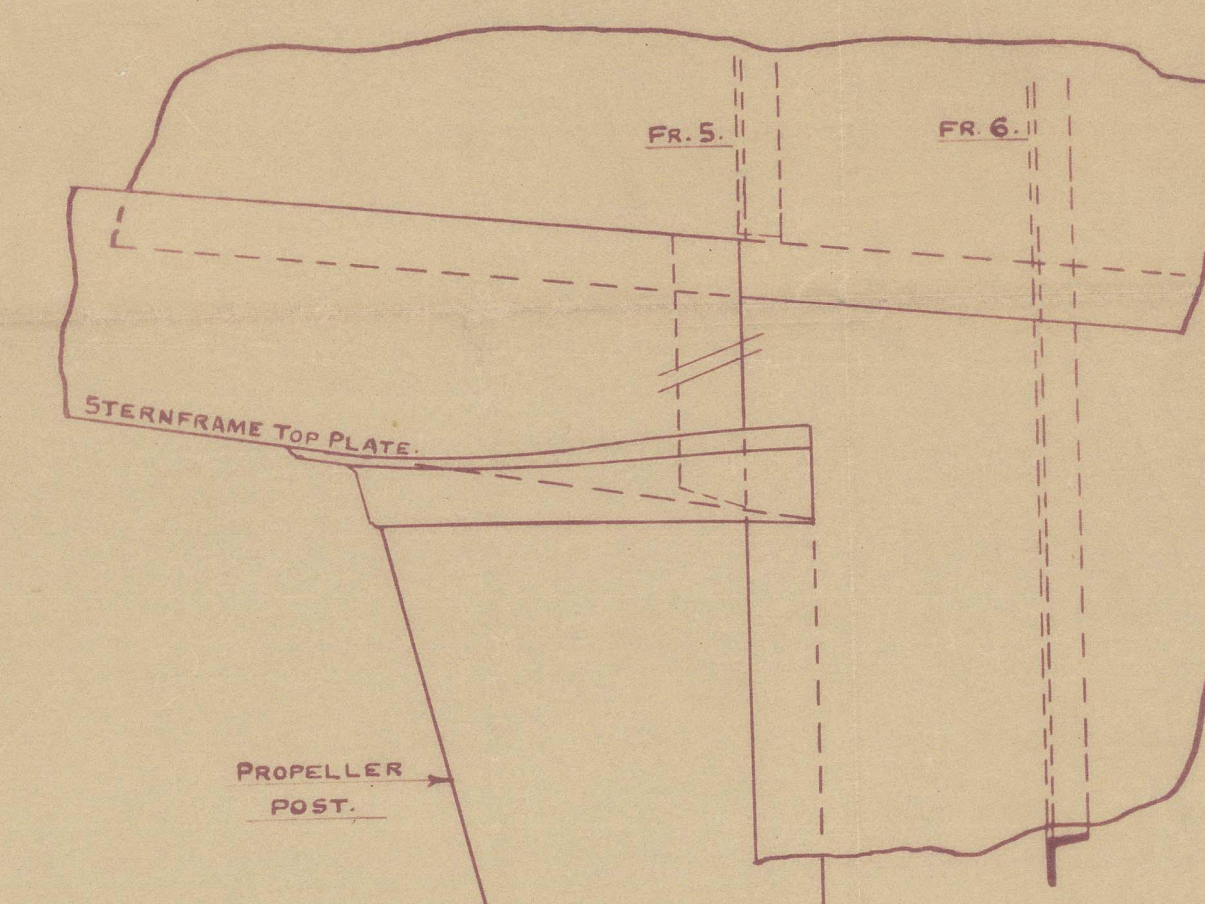 FR. 5.
FR. 6.
STERNFRAME TOP PLATE.
PROPELLER
POST.